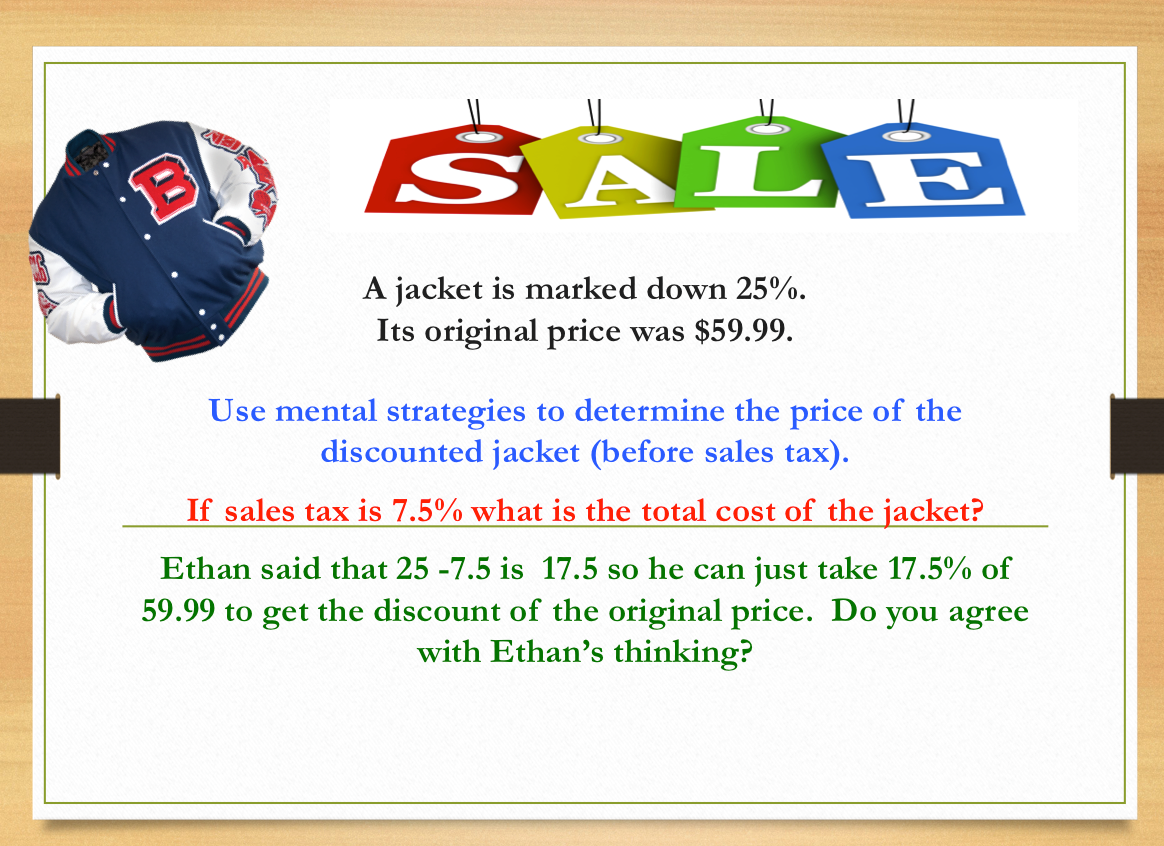 SALE
B
A jacket is marked down 25%.
Its original price was $59.99.
Use mental strategies to determine the price of the
discounted jacket (before sales tax).
If sales tax is 7.5% what is the total cost of the jacket?
Ethan said that 25 -7.5 is 17.5 so he can just take 17.5% of
59.99 to get the discount of the original price. Do you agree
with Ethan’s thinking?